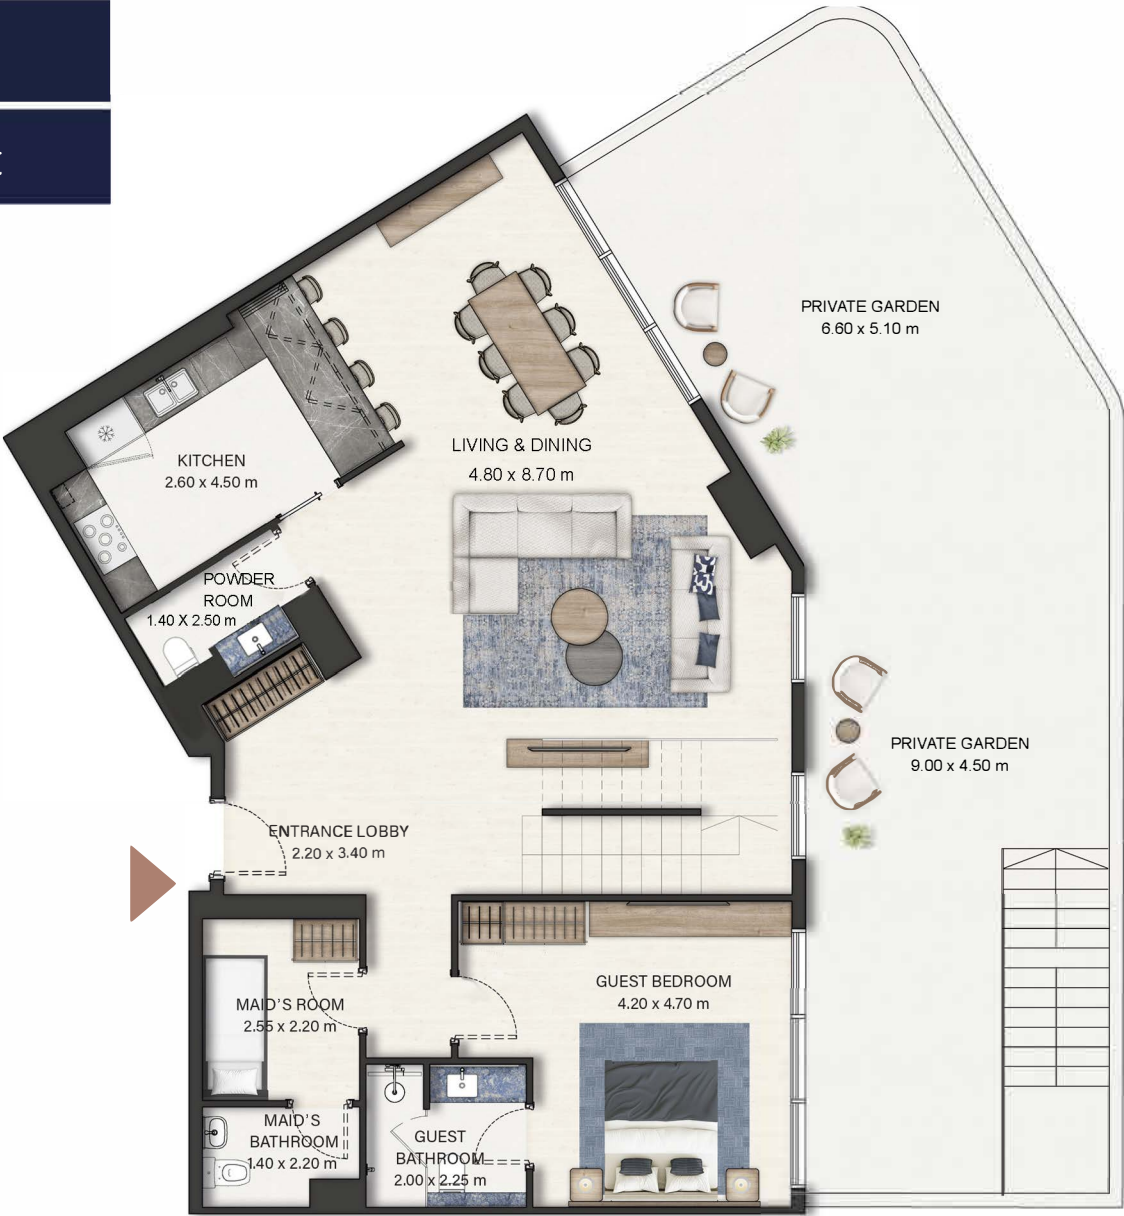 PRIVATE GARDEN
6.60 x 5.10 m
LIVING & DINING
4.80 x 8.70 m
KITCHEN
2.60 x 4.50 m
POWDER
ROOM
1.40 X 2.50 m
PRIVATE GARDEN
9.00 x 4.50 m
ENTRANCE LOBBY
2.20 x 3.40 m
GUEST BEDROOM
4.20 x 4.70 m
MAID'S ROOM
2.55 x 2.20 m
MAID'S
BATHROOM
1.40 x 2.20 m
GUEST
BATHROOM
2.00 x 2.25 m